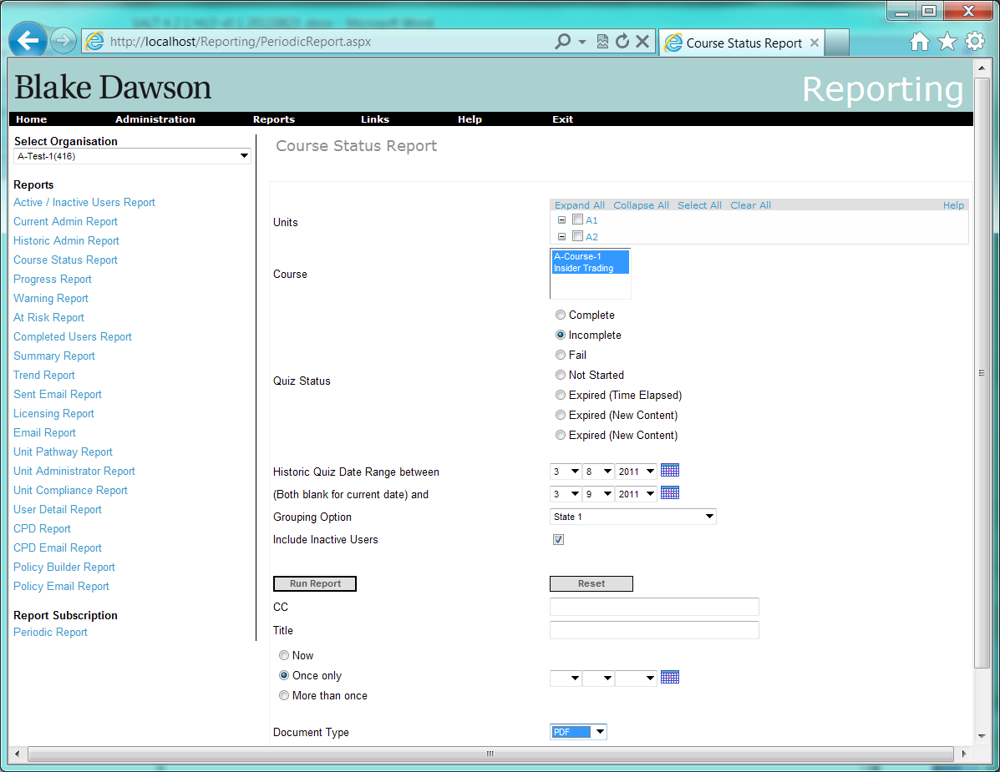 http://localhost/Reporting/PeriodicReport.aspx
Course Status Report
Blake Dawson
Reporting
Home Administration Reports Links Help Exit
Select Organisation
A-Test-1(416)
Reports
Active / Inactive Users Report
Current Admin Report
Historic Admin Report
Course Status Report
Progress Report
Warning Report
At Risk Report
Completed Users Report
Summary Report
Trend Report
Sent Email Report
Licensing Report
Email Report
Unit Pathway Report
Unit Administrator Report
Unit Compliance Report
User Detail Report
CPD Report
CPD Email Report
Policy Builder Report
Policy Email Report
Report Subscription
Periodic Report
Course Status Report
Units
Expand All Collapse All Select All Clear All Help
A1
A2
Course
A-Course-1
Insider Trading
Quiz Status
Complete
Incomplete
Fail
Not Started
Expired (Time Elapsed)
Expired (New Content)
Expired (New Content)
Historic Quiz Date Range between 3 8 2011
(Both blank for current date) and 3 9 2011
Grouping Option State 1
Include Inactive Users
Run Report Reset
CC
Title
Now
Once only
More than once
Document Type PDF